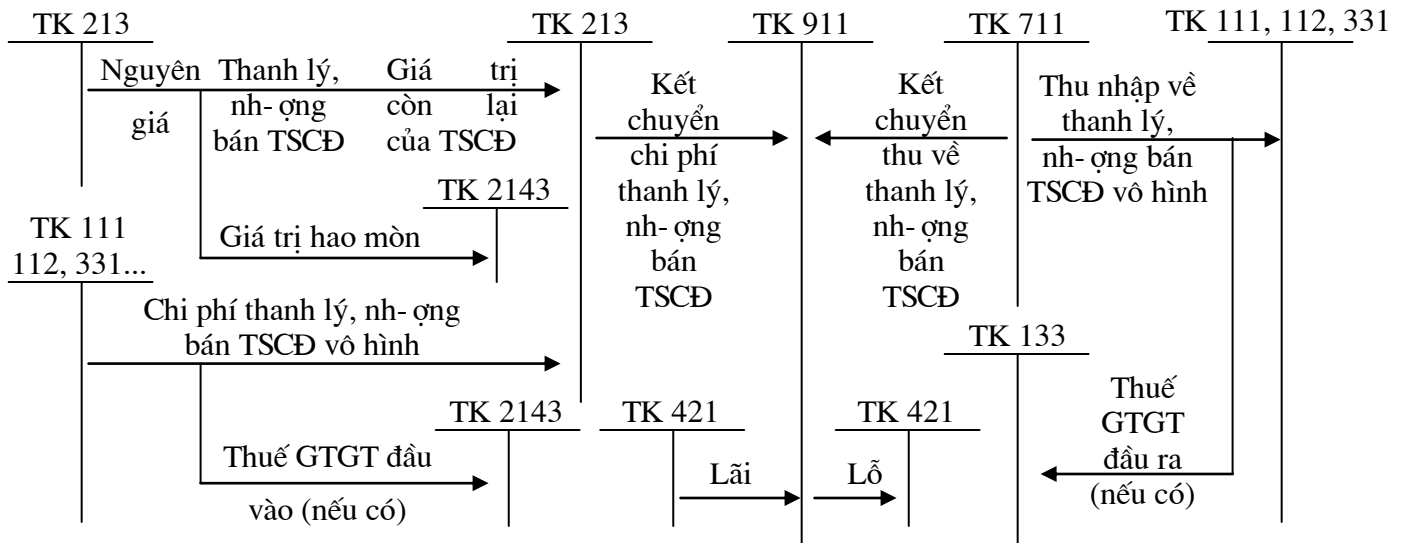 TK 213
TK 213
TK 911
TK 711
TK 111, 112, 331
Nguyên
giá
Thanh lý,
nh- ợng
bán TSCĐ
Giá trị
còn lại
của TSCĐ
Kết
chuyển
chi phí
thanh lý,
nh- ợng
bán
TSCĐ
Kết
chuyển
thu về
thanh lý,
nh- ợng
bán
TSCĐ
Thu nhập về
thanh lý,
nh- ợng bán
TSCĐ vô hình
TK 2143
Giá trị hao mòn
TK 111
112, 331...
Chi phí thanh lý, nh- ợng
bán TSCĐ vô hình
TK 133
Thuế
GTGT
đầu ra
(nếu có)
TK 2143
Thuế GTGT đầu
vào (nếu có)
TK 421
Lãi
TK 421
Lỗ